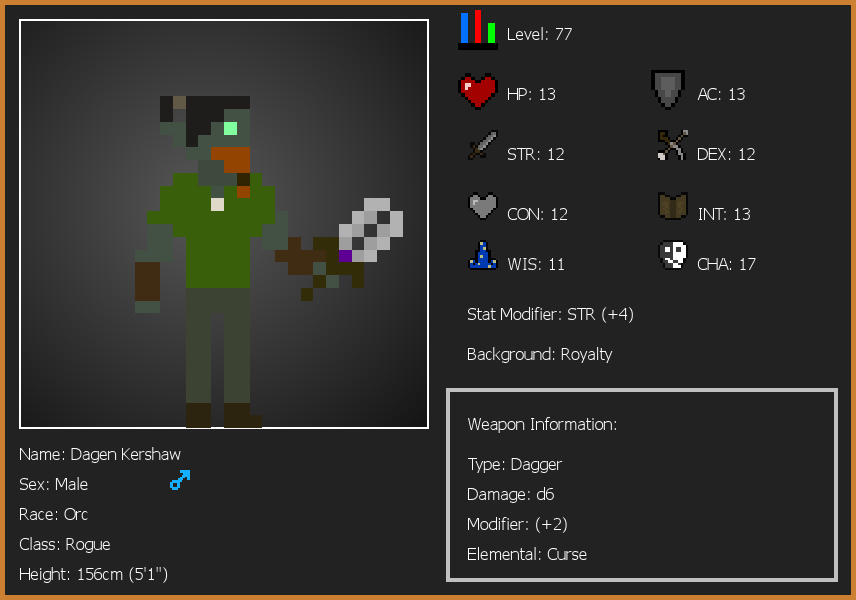 Level: 77
HP: 13
AC: 13
STR: 12
DEX: 12
CON: 12
INT: 13
WIS: 11
CHA: 17
Stat Modifier: STR (+4)
Background: Royalty
Weapon Information:
Type: Dagger
Damage: d6
Modifier: (+2)
Elemental: Curse
Name: Dagen Kershaw
Sex: Male
Race: Orc
Class: Rogue
Height: 156cm (5'1")